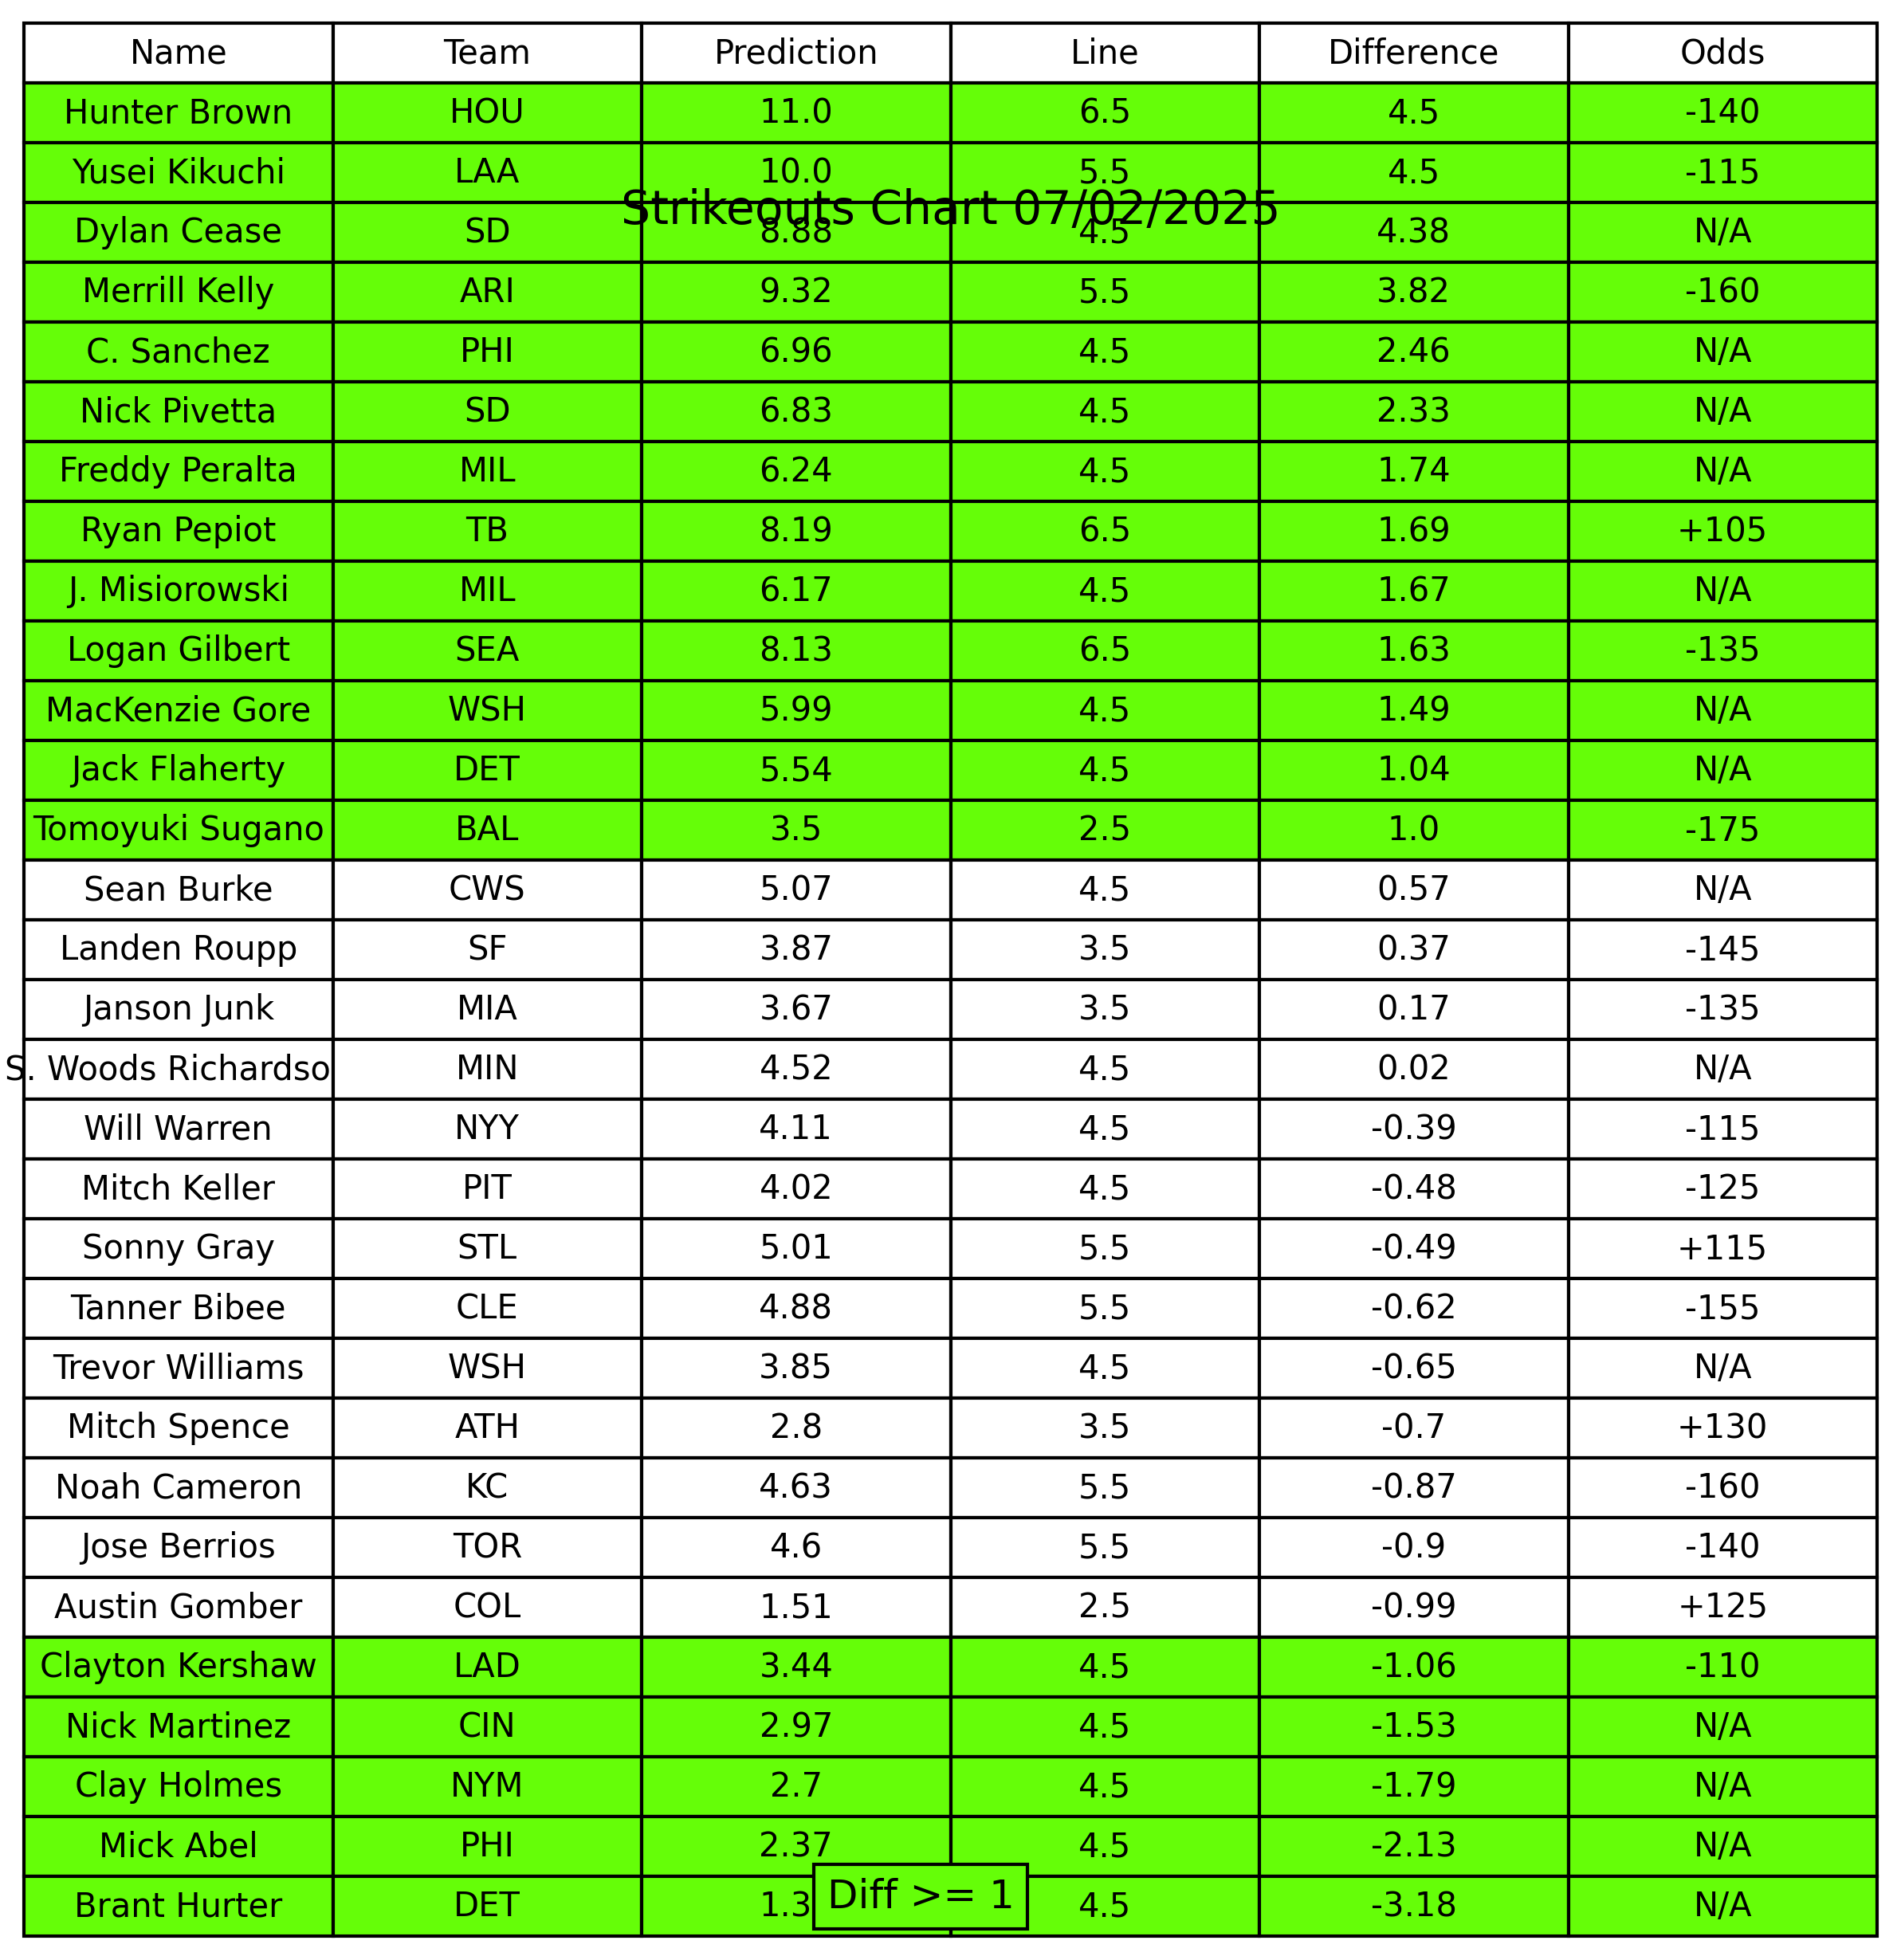 Name Team Prediction Line Difference Odds
Hunter Brown HOU 11.0 6.5 4.5 -140
Yusei Kikuchi LAA 10.0 5.5 4.5 -115
Strikeouts Chart 07/02/2025
Dylan Cease SD 8.88 4.5 4.38 N/A
Merrill Kelly ARI 9.32 5.5 3.82 -160
C. Sanchez PHI 6.96 4.5 2.46 N/A
Nick Pivetta SD 6.83 4.5 2.33 N/A
Freddy Peralta MIL 6.24 4.5 1.74 N/A
Ryan Pepiot TB 8.19 6.5 1.69 +105
J. Misiorowski MIL 6.17 4.5 1.67 N/A
Logan Gilbert SEA 8.13 6.5 1.63 -135
MacKenzie Gore WSH 5.99 4.5 1.49 N/A
Jack Flaherty DET 5.54 4.5 1.04 N/A
Tomoyuki Sugano BAL 3.5 2.5 1.0 -175
Sean Burke CWS 5.07 4.5 0.57 N/A
Landen Roupp SF 3.87 3.5 0.37 -145
Janson Junk MIA 3.67 3.5 0.17 -135
S. Woods Richardso MIN 4.52 4.5 0.02 N/A
Will Warren NYY 4.11 4.5 -0.39 -115
Mitch Keller PIT 4.02 4.5 -0.48 -125
Sonny Gray STL 5.01 5.5 -0.49 +115
Tanner Bibee CLE 4.88 5.5 -0.62 -155
Trevor Williams WSH 3.85 4.5 -0.65 N/A
Mitch Spence ATH 2.8 3.5 -0.7 +130
Noah Cameron KC 4.63 5.5 -0.87 -160
Jose Berrios TOR 4.6 5.5 -0.9 -140
Austin Gomber COL 1.51 2.5 -0.99 +125
Clayton Kershaw LAD 3.44 4.5 -1.06 -110
Nick Martinez CIN 2.97 4.5 -1.53 N/A
Clay Holmes NYM 2.7 4.5 -1.79 N/A
Mick Abel PHI 2.37 4.5 -2.13 N/A
Brant Hurter DET 4.5 -3.18 N/A
Diff >= 1